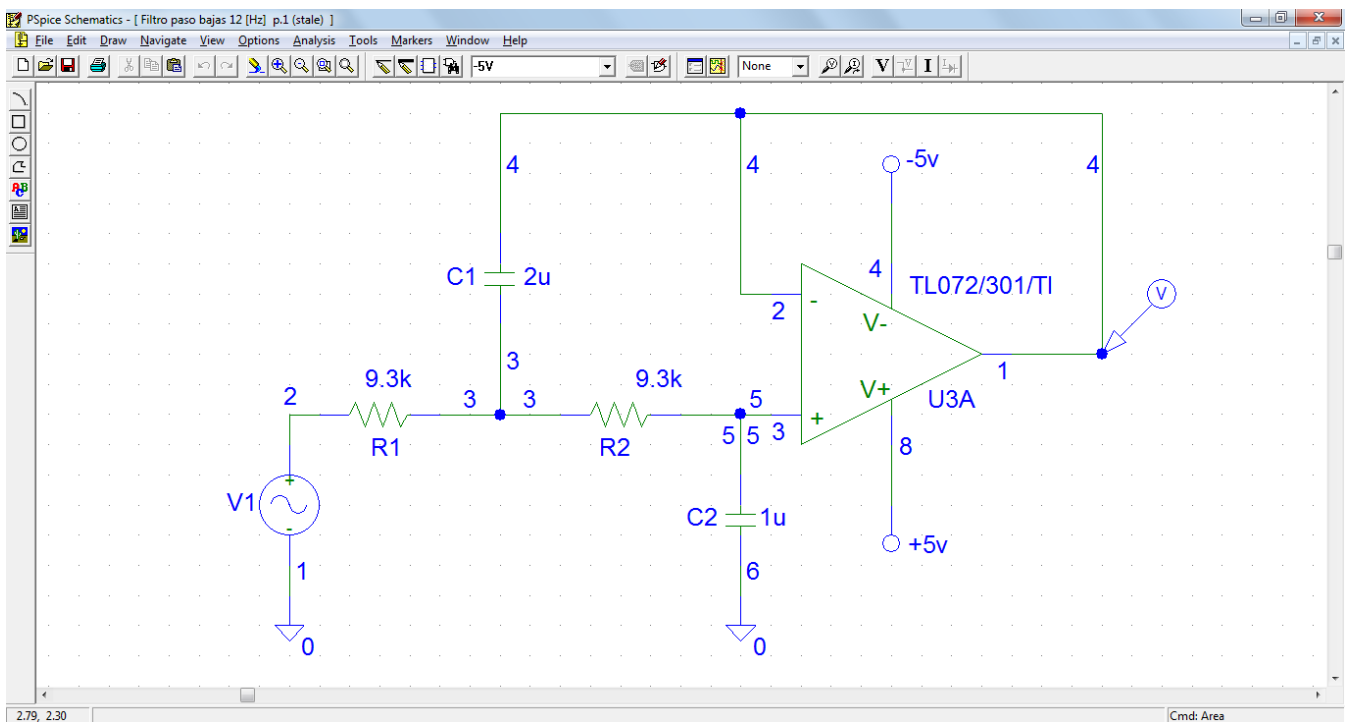 PSpice Schematics - [ Filtro paso bajas 12 [Hz] p.1 (stale) ]
File Edit Draw Navigate View Options Analysis Tools Markers Window Help
-5V None V I
ABC
4 4 4
-5v
C1 2u
4
TL072/301/TI
V
2 -
V-
3
9.3k 9.3k
1
2 3 3 5
V+
U3A
R1 R2
5 5 3 +
8
+
V1
-
C2 1u
+5v
1 6
0 0
2.79, 2.30 Cmd: Area